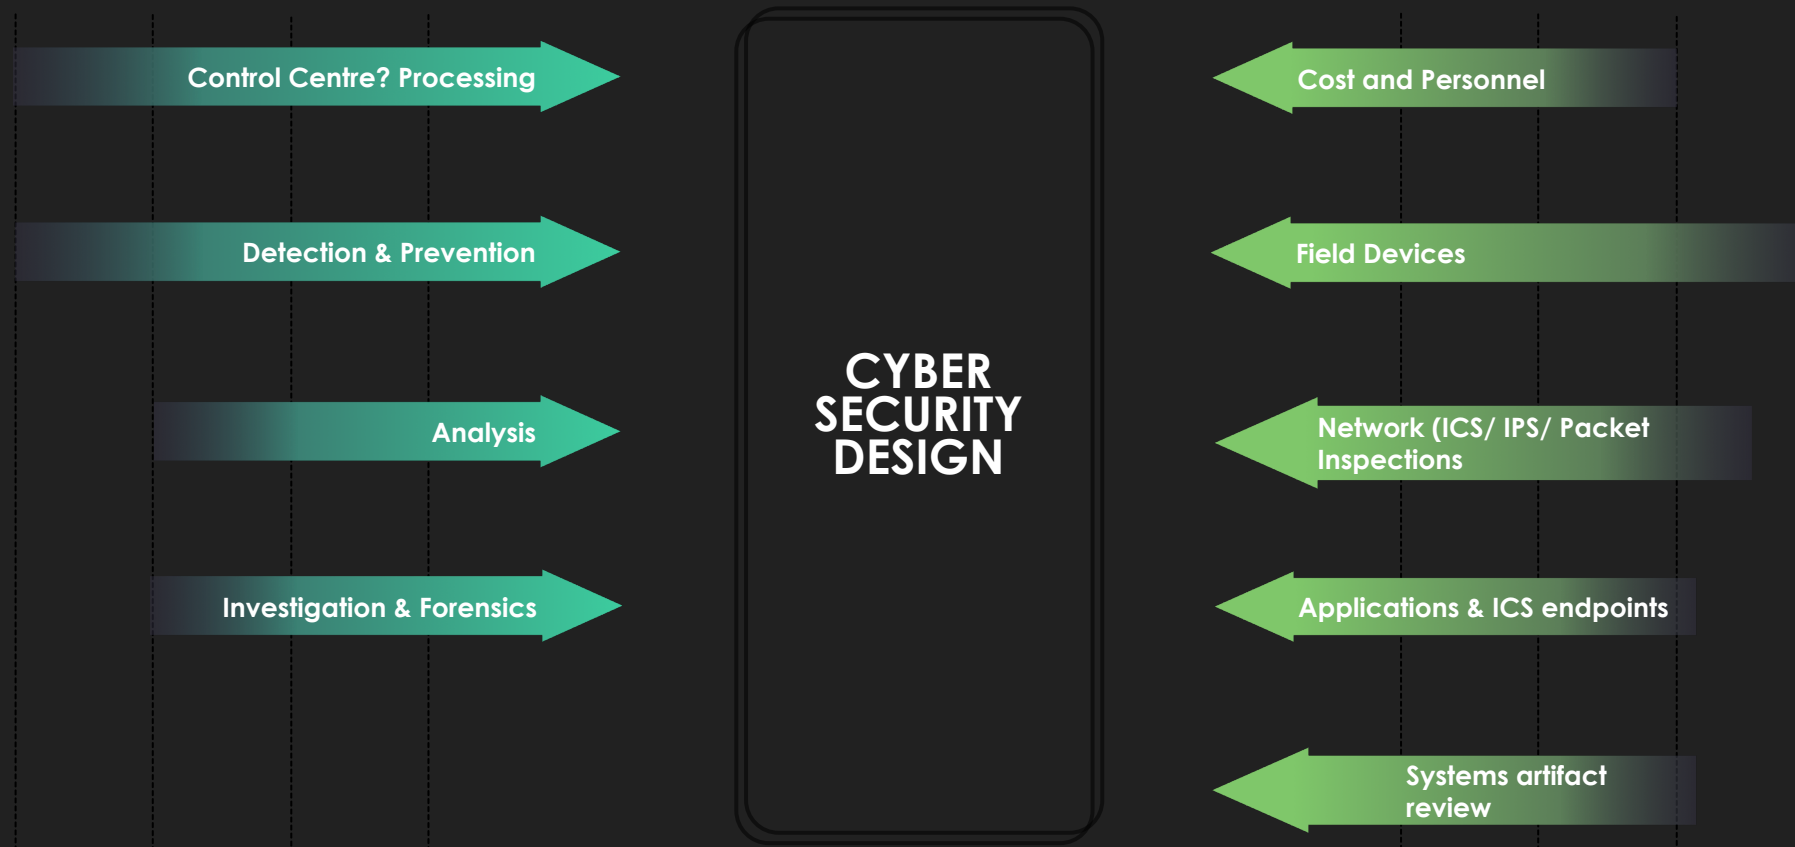 Control Centre? Processing
Detection & Prevention
Analysis
Investigation & Forensics
CYBER
SECURITY
DESIGN
Cost and Personnel
Field Devices
Network (ICS/ IPS/ Packet
Inspections
Applications & ICS endpoints
Systems artifact
review